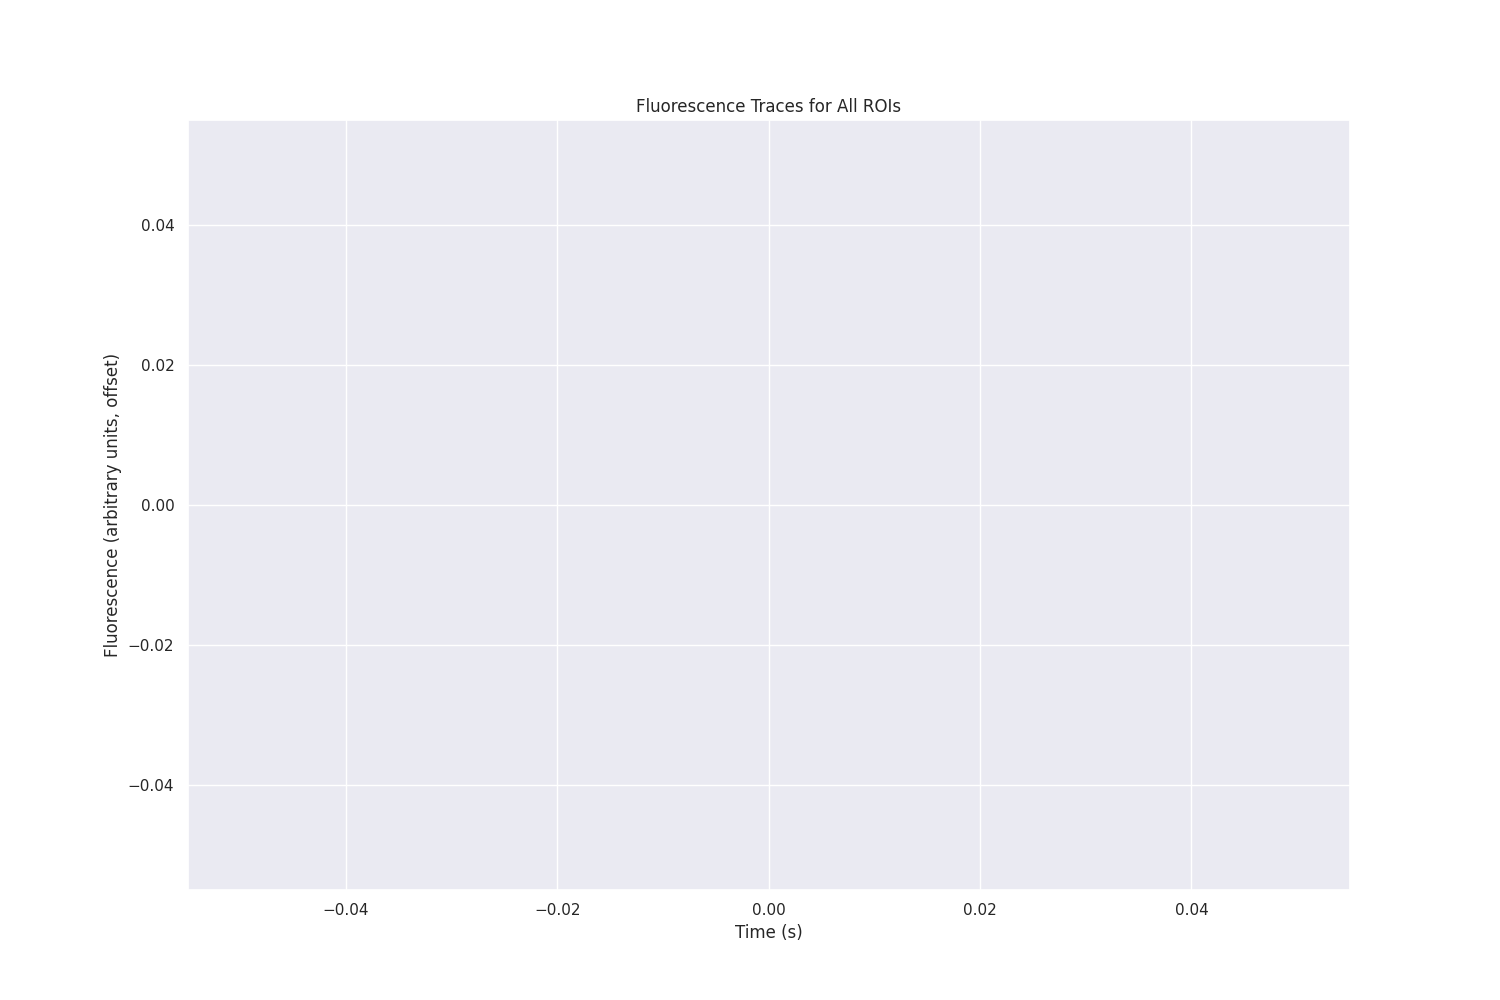 Fluorescence Traces for All ROIs
Fluorescence (arbitrary units, offset)
0.04
0.02
0.00
−0.02
−0.04
−0.04 −0.02 0.00 0.02 0.04
Time (s)